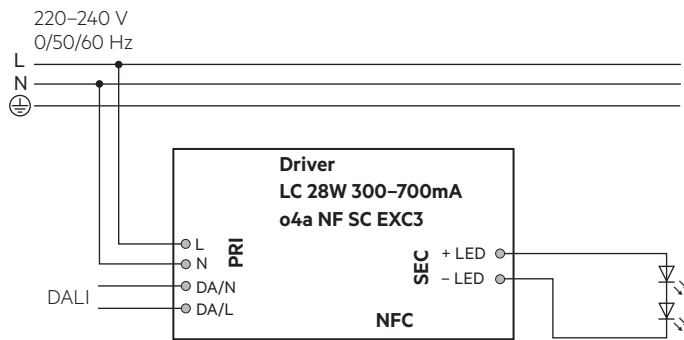 220–240 V
0/50/60 Hz
L
N
Driver
LC 28W 300–700mA
o4a NF SC EXC3
L
N
PRI
DA/N
DA/L
DALI
SEC
+ LED
– LED
NFC